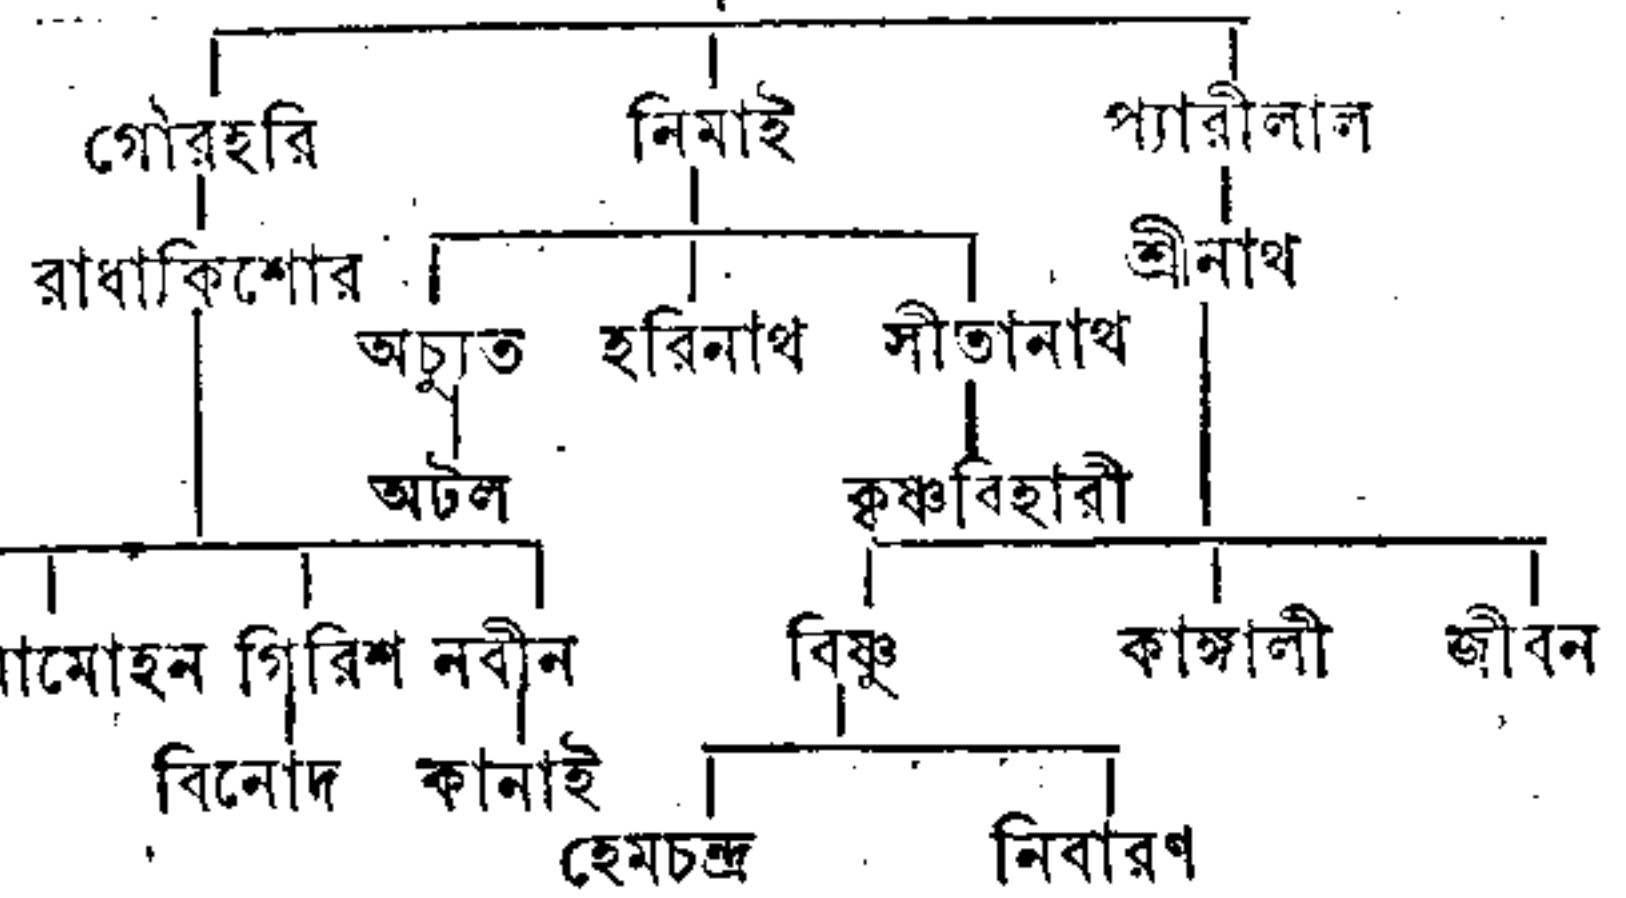 গৌরহরি নিমাই প্যারীলাল
রাধাকিশোর শ্রীনাথ
অচ্যুত হরিনাথ সীতানাথ
অটল কৃষ্ণবিহারী
গিরিশ নবীন বিষ্ণু কাঙ্গালী জীবন
বিনোদ কানাই
হেমচন্দ্র নিবারণ